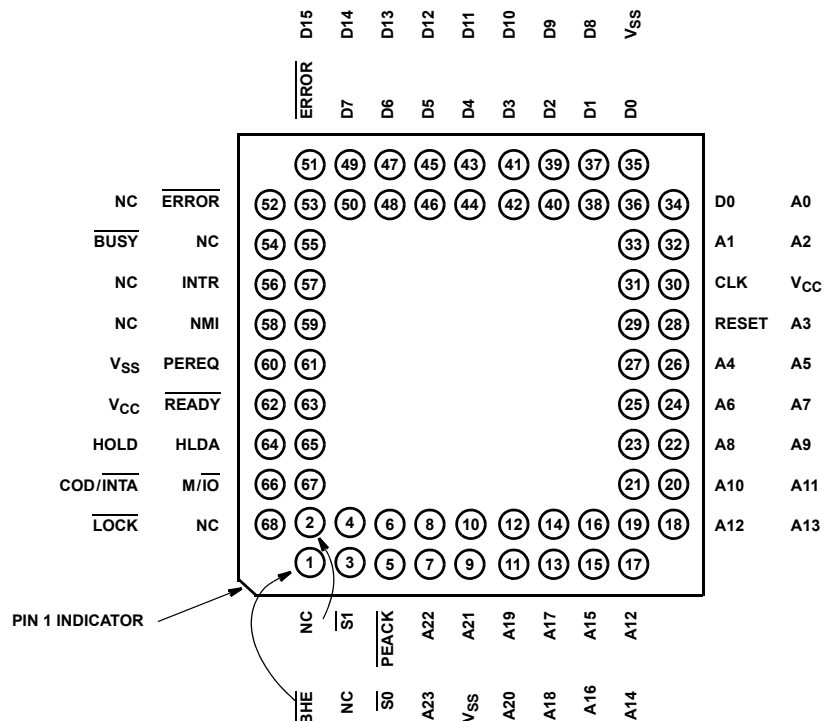 D15 D14 D13 D12 D11 D10 D9 D8 VSS
ERROR D7 D6 D5 D4 D3 D2 D1 D0
51 49 47 45 43 41 39 37 35
NC ERROR 52 53 50 48 46 44 42 40 38 36 34 D0 A0
BUSY NC 54 55 33 32 A1 A2
NC INTR 56 57 31 30 CLK VCC
NC NMI 58 59 29 28 RESET A3
VSS PEREQ 60 61 27 26 A4 A5
VCC READY 62 63 25 24 A6 A7
HOLD HLDA 64 65 23 22 A8 A9
COD/INTA M/IO 66 67 21 20 A10 A11
LOCK NC 68 2 4 6 8 10 12 14 16 19 18 A12 A13
1 3 5 7 9 11 13 15 17
PIN 1 INDICATOR
NC S1 PEACK A22 A21 A19 A17 A15 A12
BHE NC S0 A23 VSS A20 A18 A16 A14